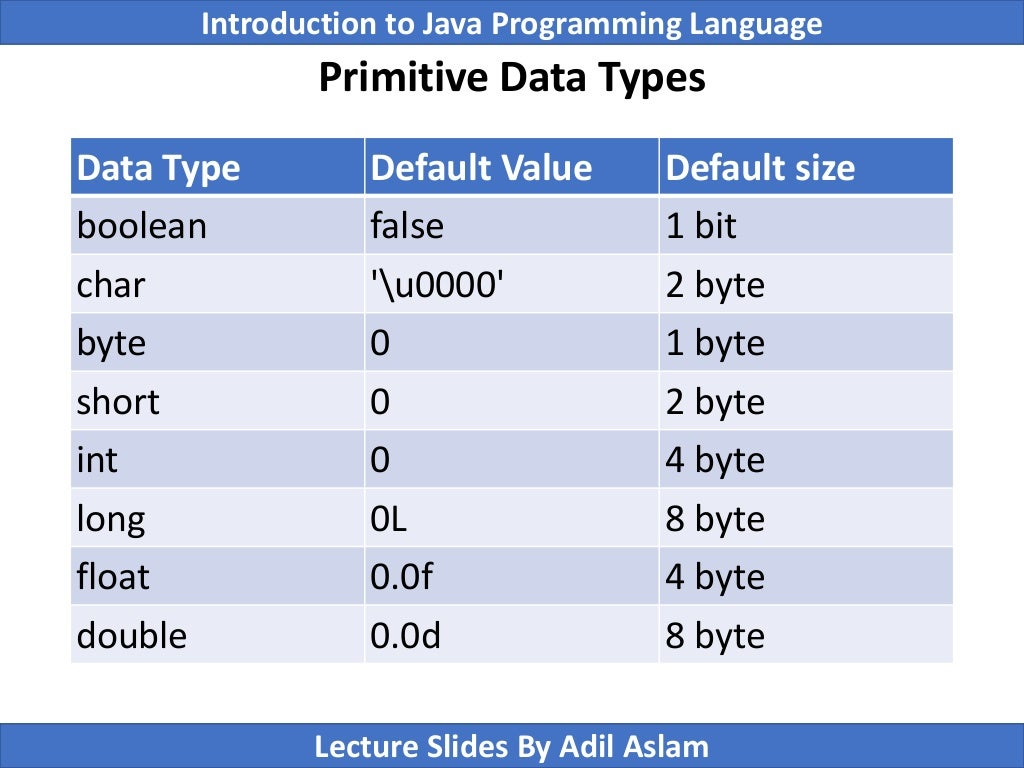 Introduction to Java Programming Language
Primitive Data Types
Data Type Default Value Default size
boolean false 1 bit
char '\u0000' 2 byte
byte 0 1 byte
short 0 2 byte
int 0 4 byte
long 0L 8 byte
float 0.0f 4 byte
double 0.0d 8 byte
Lecture Slides By Adil Aslam